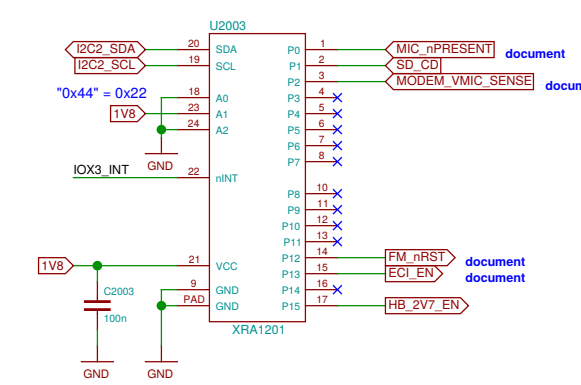 U2003
I2C2_SDA 20 SDA P0 1 MIC_nPRESENT document
I2C2_SCL 19 SCL P1 2 SD_CD
P2 3 MODEM_VMIC_SENSE docum
"0x44" = 0x22 18 A0 P3 4
1V8 23 A1 P4 5
24 A2 P5 6
P6 7
GND P7 8
IOX3_INT 22 nINT
P8 10
P9 11
P10 12
P11 13
P12 14 FM_nRST document
1V8 21 VCC P13 15 ECI_EN document
C2003 9 GND P14 16
100n PAD GND P15 17 HB_2V7_EN
XRA1201
GND GND